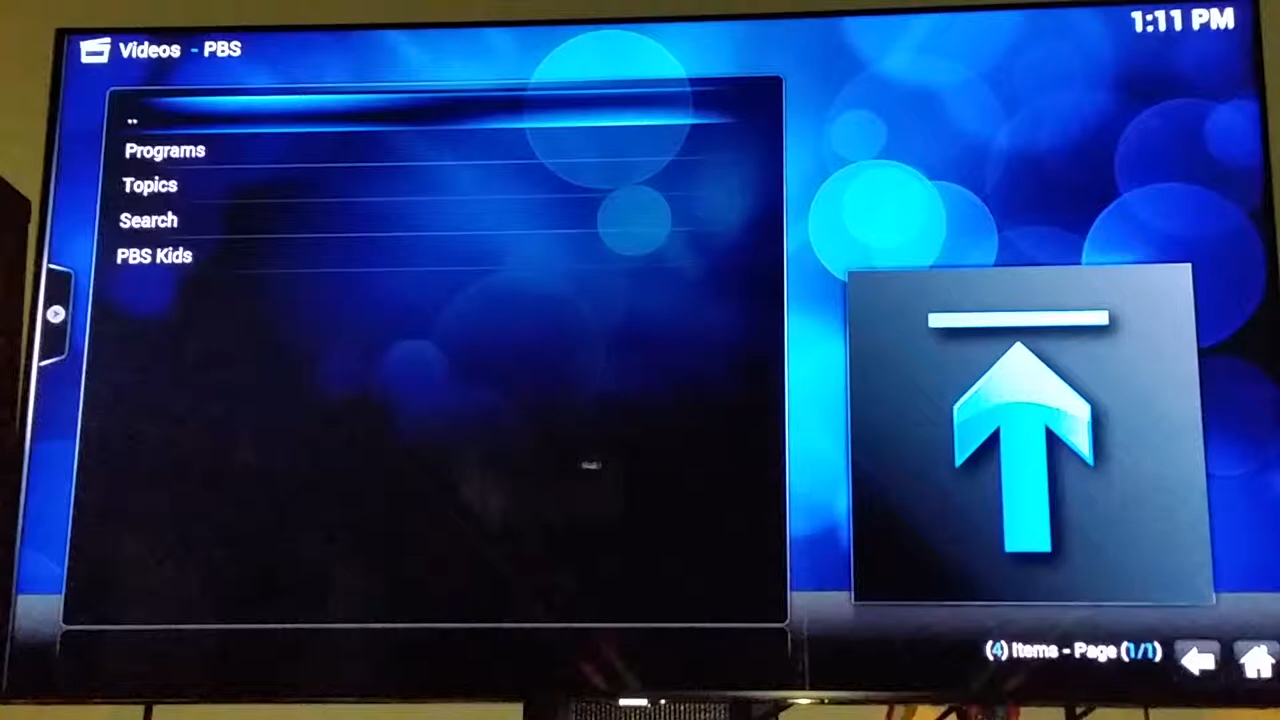 Videos - PBS
1:11 PM
..
Programs
Topics
Search
PBS Kids
(4) Items - Page (1/1)